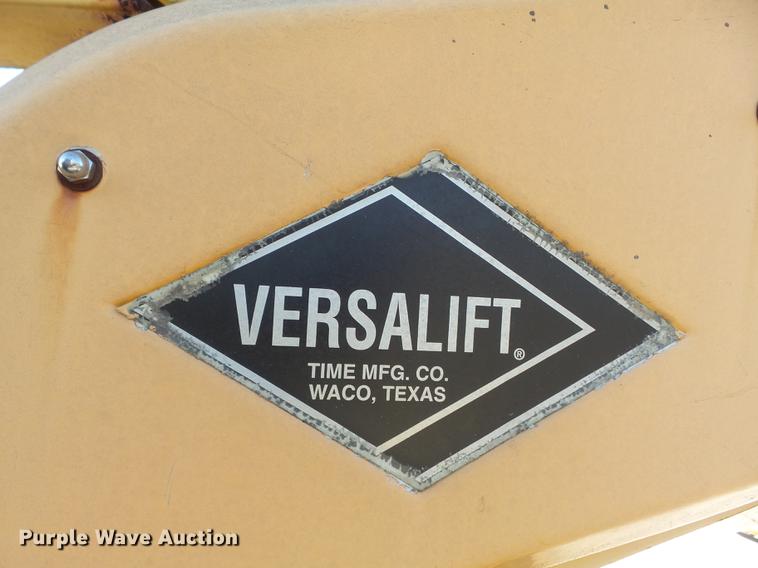 VERSALIFT®
TIME MFG. CO.
WACO, TEXAS
Purple Wave Auction